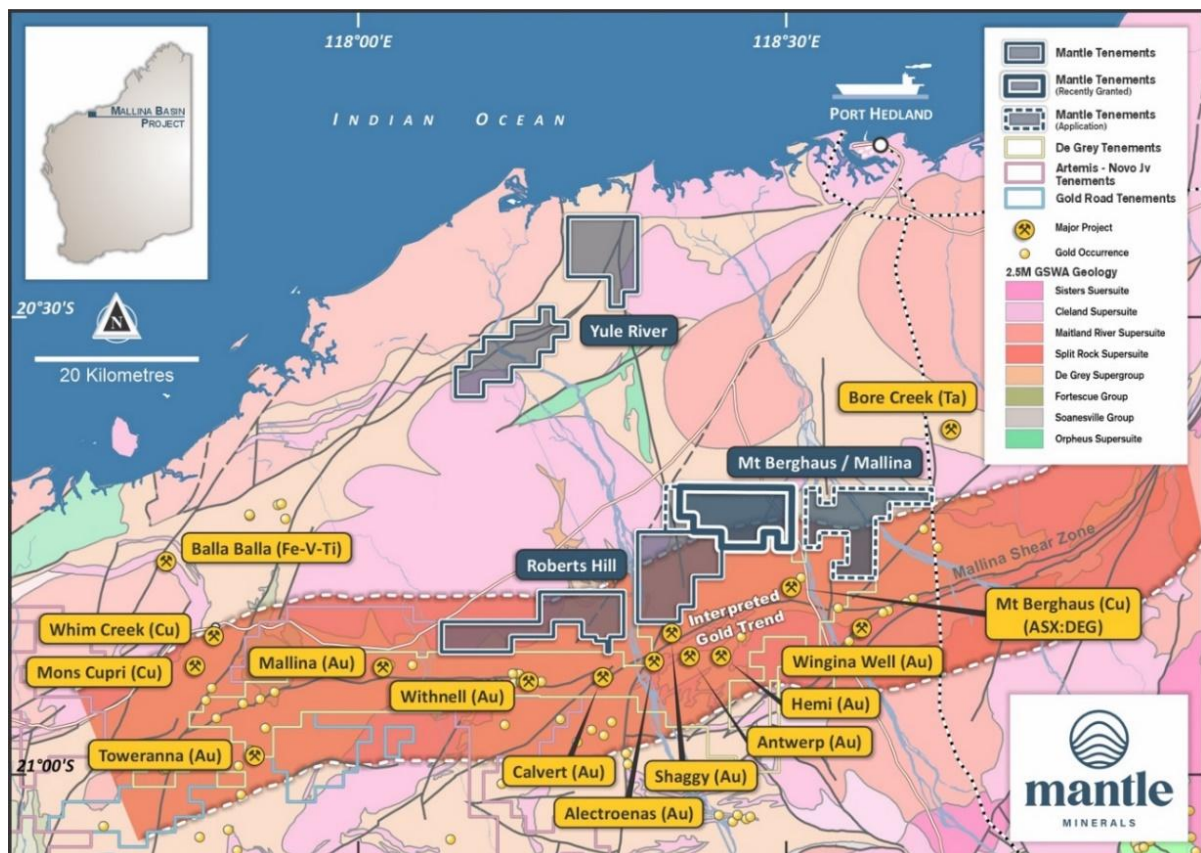 118°00'E
118°30'E
MALLINA BASIN
PROJECT
INDIAN OCEAN
PORT HEDLAND
Mantle Tenements
Mantle Tenements
(Recently Granted)
Mantle Tenements
(Application)
De Grey Tenements
Artemis - Novo Jv
Tenements
Gold Road Tenements
Major Project
Gold Occurrence
2.5M GSWA Geology
Sisters Suersuite
Cleland Supersuite
Maitland River Supersuite
Split Rock Supersuite
De Grey Supergroup
Fortescue Group
Soanesville Group
Orpheus Supersuite
20°30'S
N
20 Kilometres
Yule River
Bore Creek (Ta)
Mt Berghaus / Mallina
Balla Balla (Fe-V-Ti)
Roberts Hill
Mallina Shear Zone
Interpreted
Gold Trend
Mt Berghaus (Cu)
(ASX:DEG)
Whim Creek (Cu)
Mons Cupri (Cu)
Mallina (Au)
Withnell (Au)
Wingina Well (Au)
Hemi (Au)
Antwerp (Au)
Toweranna (Au)
Calvert (Au)
Shaggy (Au)
Alectroenas (Au)
21°00'S
mantle
MINERALS